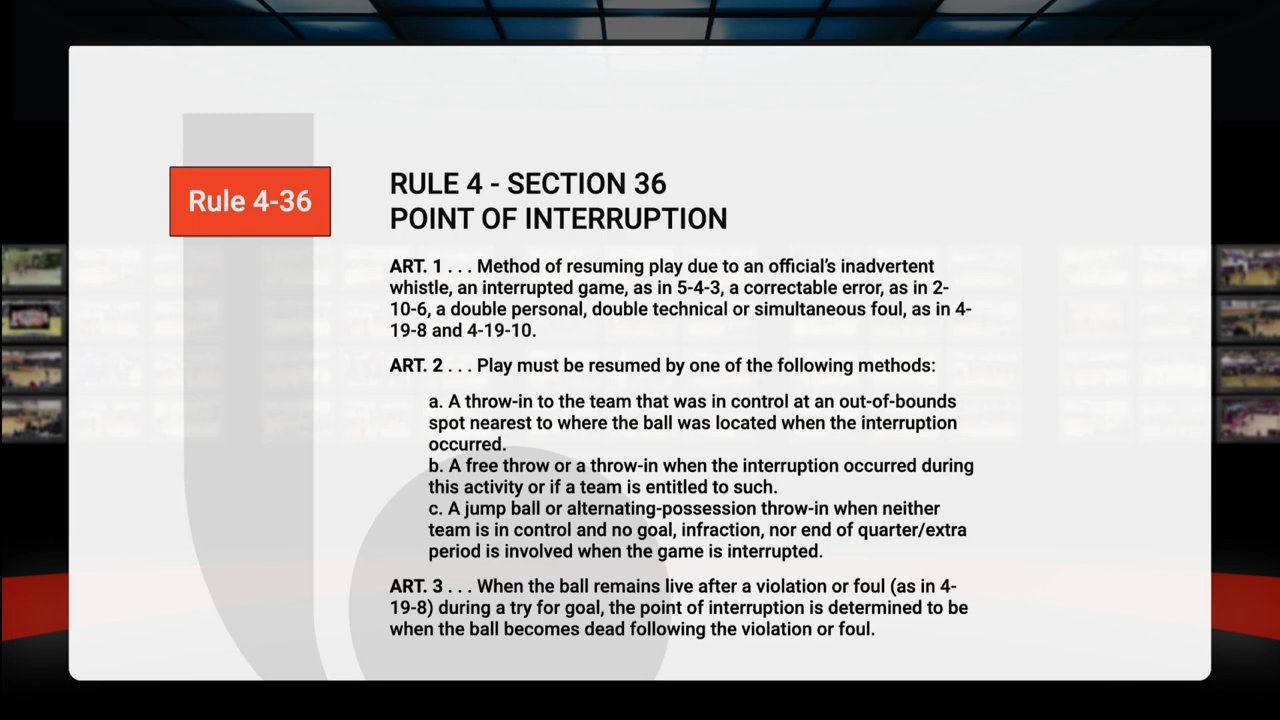 Rule 4-36
RULE 4 - SECTION 36
POINT OF INTERRUPTION
ART. 1 . . . Method of resuming play due to an official's inadvertent
whistle, an interrupted game, as in 5-4-3, a correctable error, as in 2-
10-6, a double personal, double technical or simultaneous foul, as in 4-
19-8 and 4-19-10.
ART. 2 . . . Play must be resumed by one of the following methods:
a. A throw-in to the team that was in control at an out-of-bounds
spot nearest to where the ball was located when the interruption
occurred.
b. A free throw or a throw-in when the interruption occurred during
this activity or if a team is entitled to such.
c. A jump ball or alternating-possession throw-in when neither
team is in control and no goal, infraction, nor end of quarter/extra
period is involved when the game is interrupted.
ART. 3 . . . When the ball remains live after a violation or foul (as in 4-
19-8) during a try for goal, the point of interruption is determined to be
when the ball becomes dead following the violation or foul.